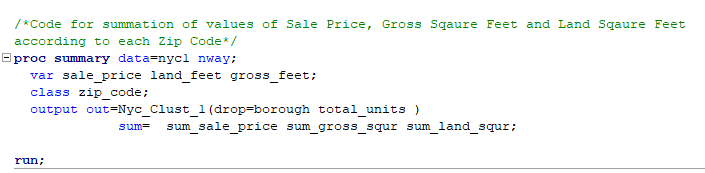 /*Code for summation of values of Sale Price, Gross Sqaure Feet and Land Sqaure Feet
according to each Zip Code*/
proc summary data=nyc1 nway;
var sale_price land_feet gross_feet;
class zip_code;
output out=Nyc_Clust_1(drop=borough total_units )
sum=  sum_sale_price sum_gross_squr sum_land_squr;
run;